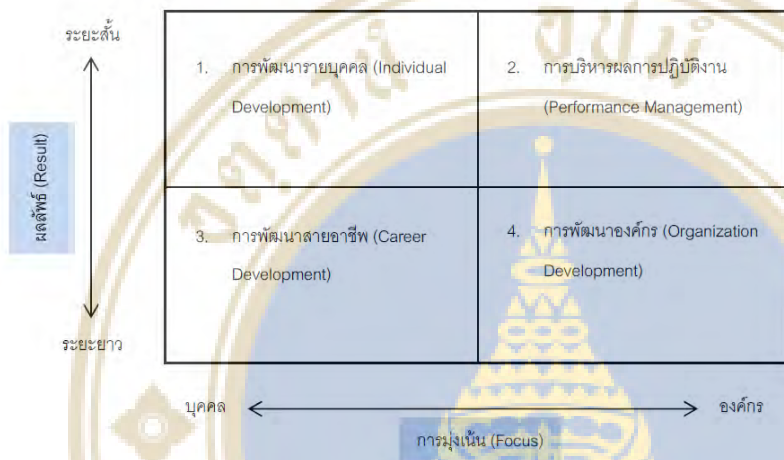 ระยะสั้น
1. การพัฒนารายบุคคล (Individual
Development)
2. การบริหารผลการปฏิบัติงาน
(Performance Management)
ผลลัพธ์ (Result)
3. การพัฒนาสายอาชีพ (Career
Development)
4. การพัฒนาองค์กร (Organization
Development)
ระยะยาว
บุคคล
องค์กร
การมุ่งเน้น (Focus)